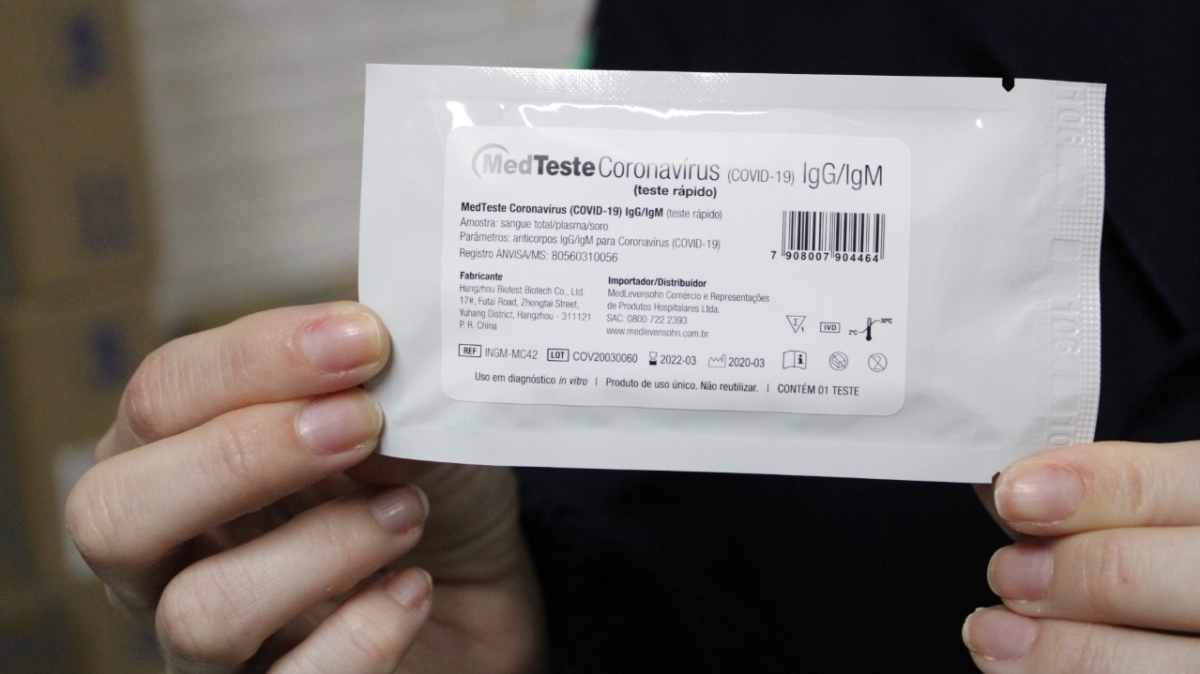 MedTeste Coronavírus (COVID-19) IgG/IgM
(teste rápido)
MedTeste Coronavírus (COVID-19) IgG/IgM (teste rápido)
Amostra: sangue total/plasma/soro
Parâmetros: anticorpos IgG/IgM para Coronavírus (COVID-19)
Registro ANVISA/MS: 80560310056
7 908007 904464
Fabricante
Hangzhou Biotest Biotech Co., Ltd.
17#, Futai Road, Zhongtai Street,
Yuhang District, Hangzhou - 311121
P. R. China
Importador/Distribuidor
MedLevensohn Comércio e Representações
de Produtos Hospitalares Ltda.
SAC: 0800 722 2393
www.medlevensohn.com.br
1
IVD
2°C
30°C
REF INGM-MC42 LOT COV20030060 2022-03 2020-03
Uso em diagnóstico in vitro | Produto de uso único. Não reutilizar. | CONTÉM 01 TESTE
106
106